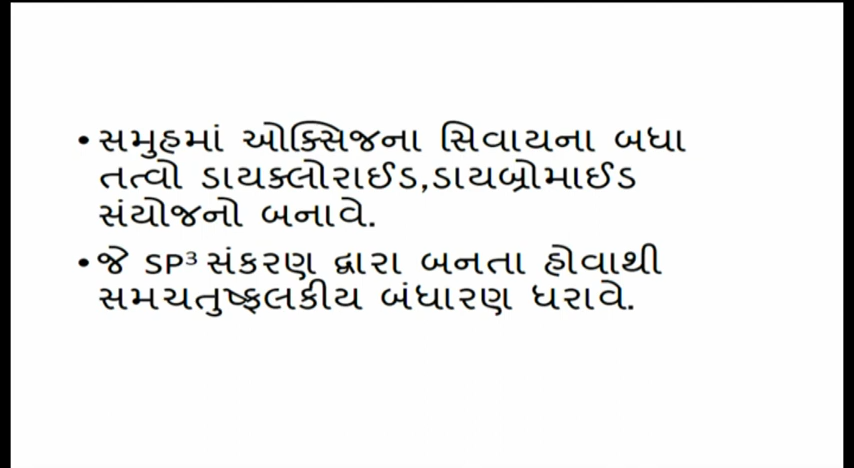 • સમુહમાં ઓક્સિજના સિવાયના બધા
તત્વો ડાયક્લોરાઈડ,ડાયબ્રોમાઈડ
સંયોજનો બનાવે.
• જે SP³ સંકરણ દ્વારા બનતા હોવાથી
સમચતુષ્ફલકીય બંધારણ ધરાવે.